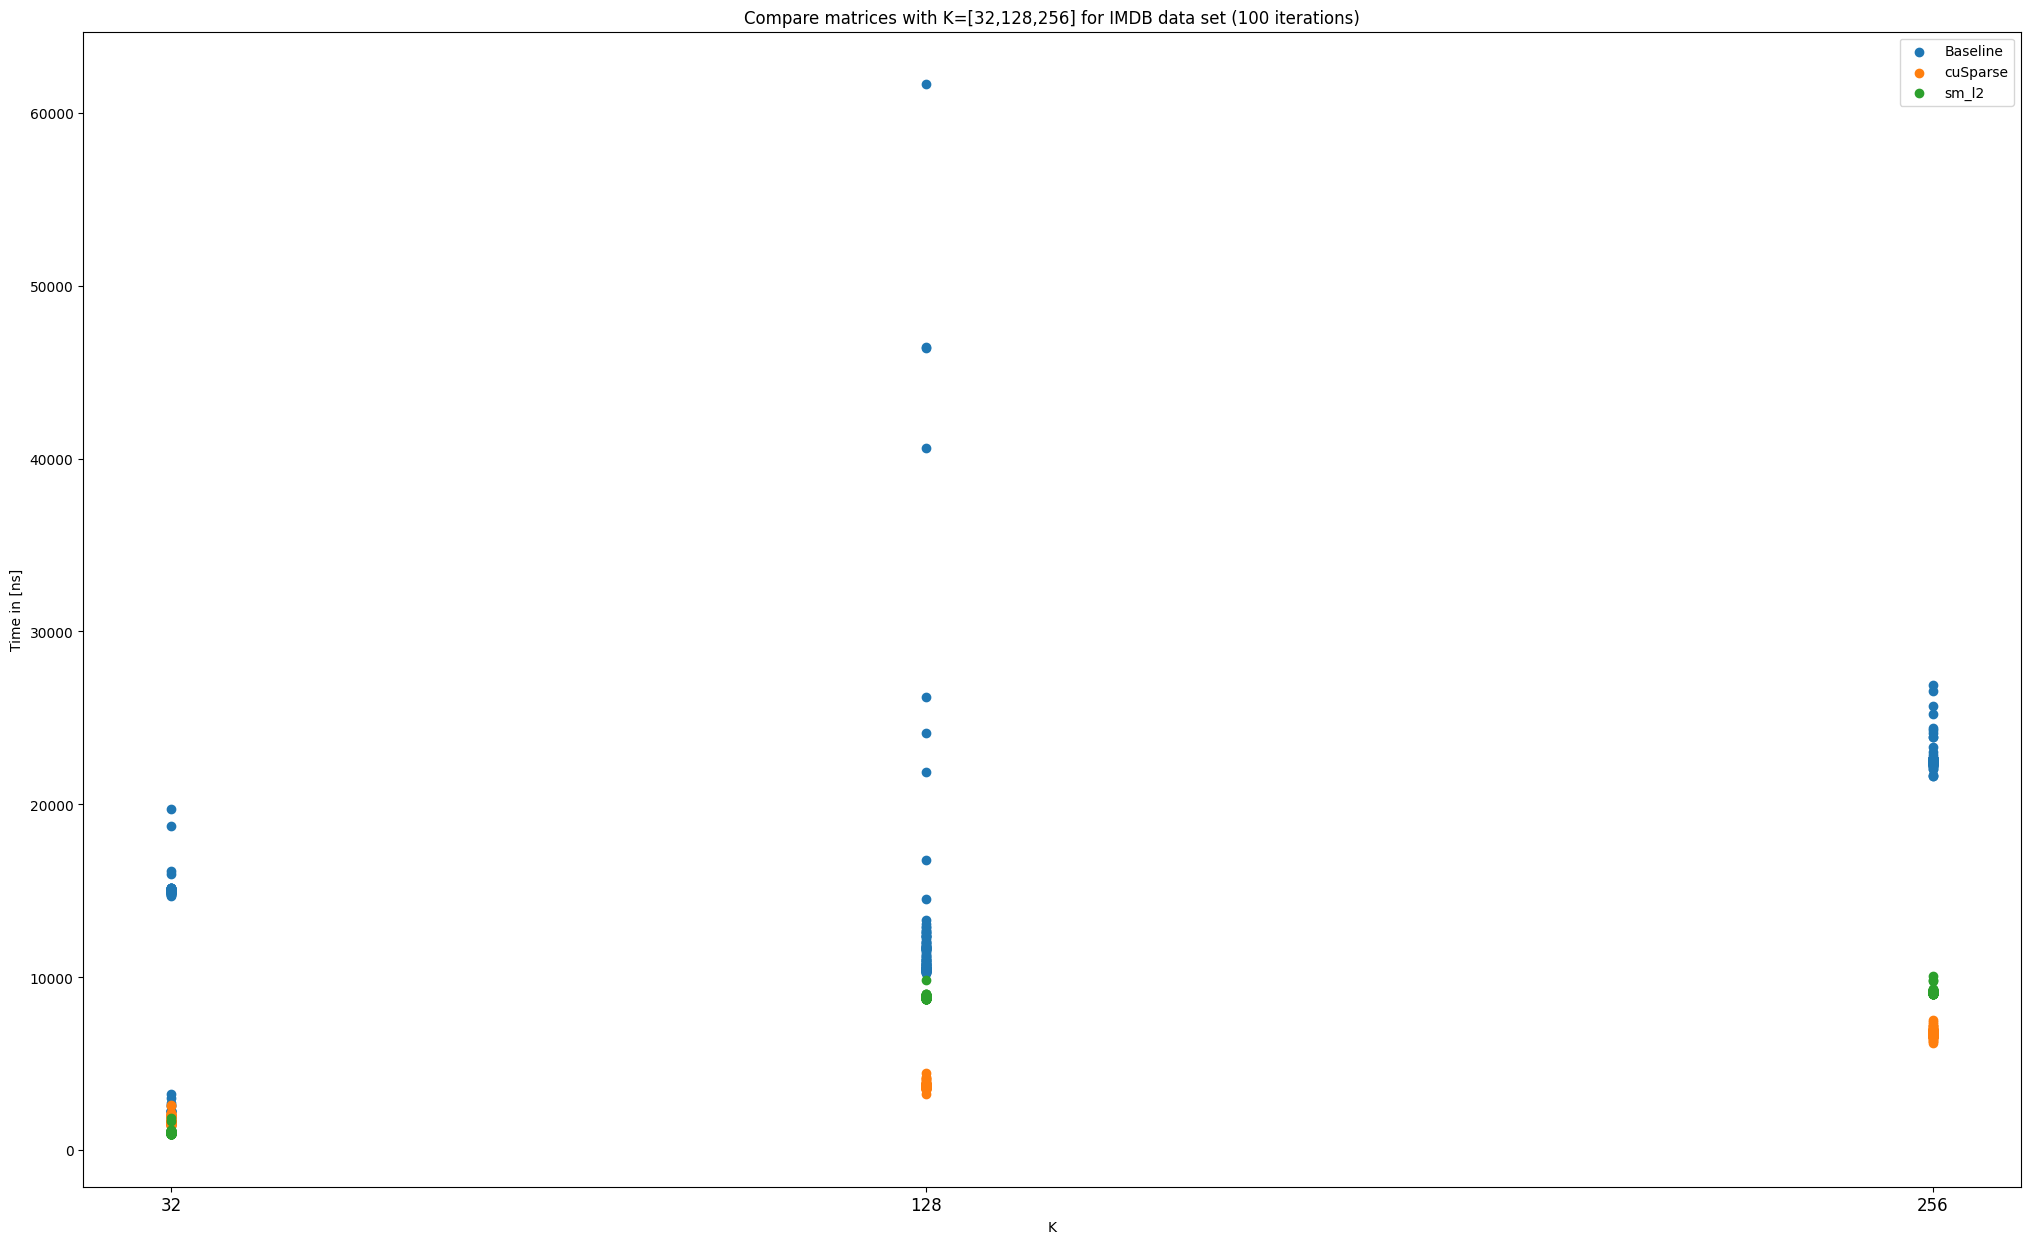 Compare matrices with K=[32,128,256] for IMDB data set (100 iterations)
Baseline
cuSparse
sm_l2
60000
50000
40000
30000
20000
10000
0
Time in [ns]
32
128
256
K